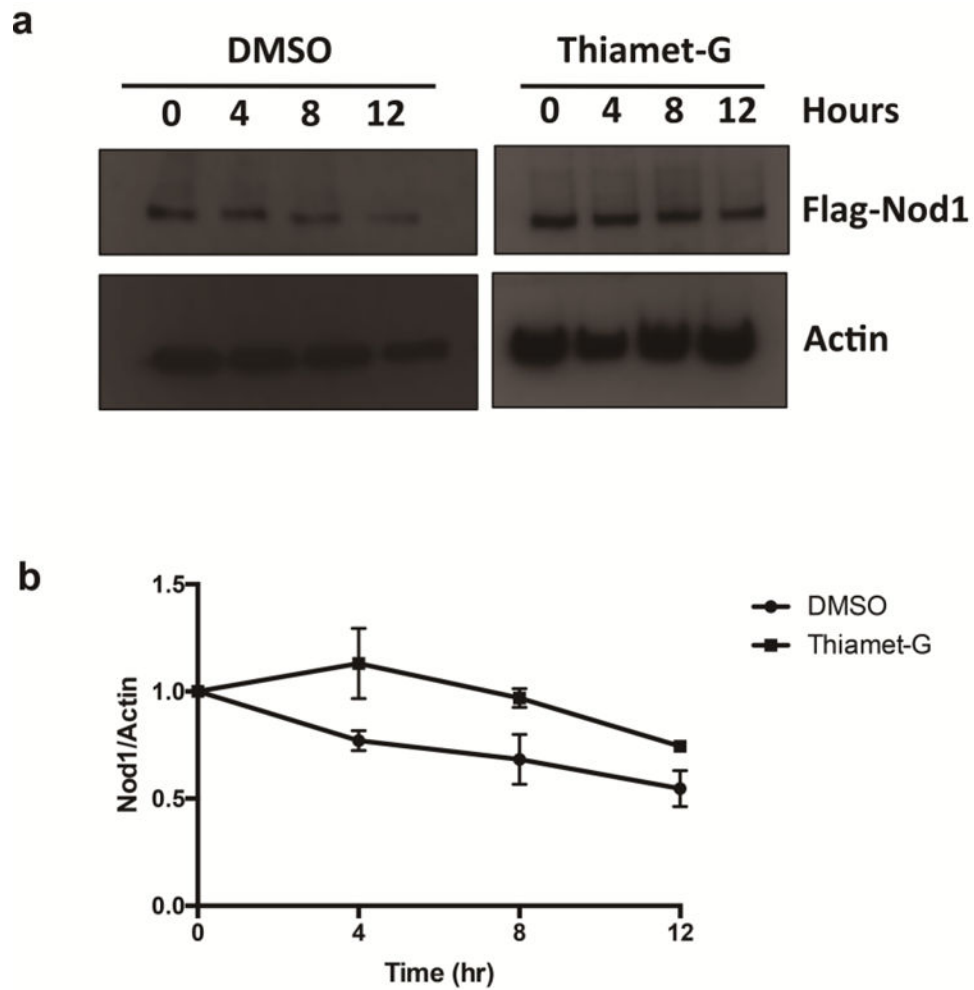 a
DMSO Thiamet-G
0 4 8 12 0 4 8 12 Hours
Flag-Nod1
Actin
b
1.5
1.0
0.5
0.0
Nod1/Actin
0 4 8 12
Time (hr)
DMSO
Thiamet-G